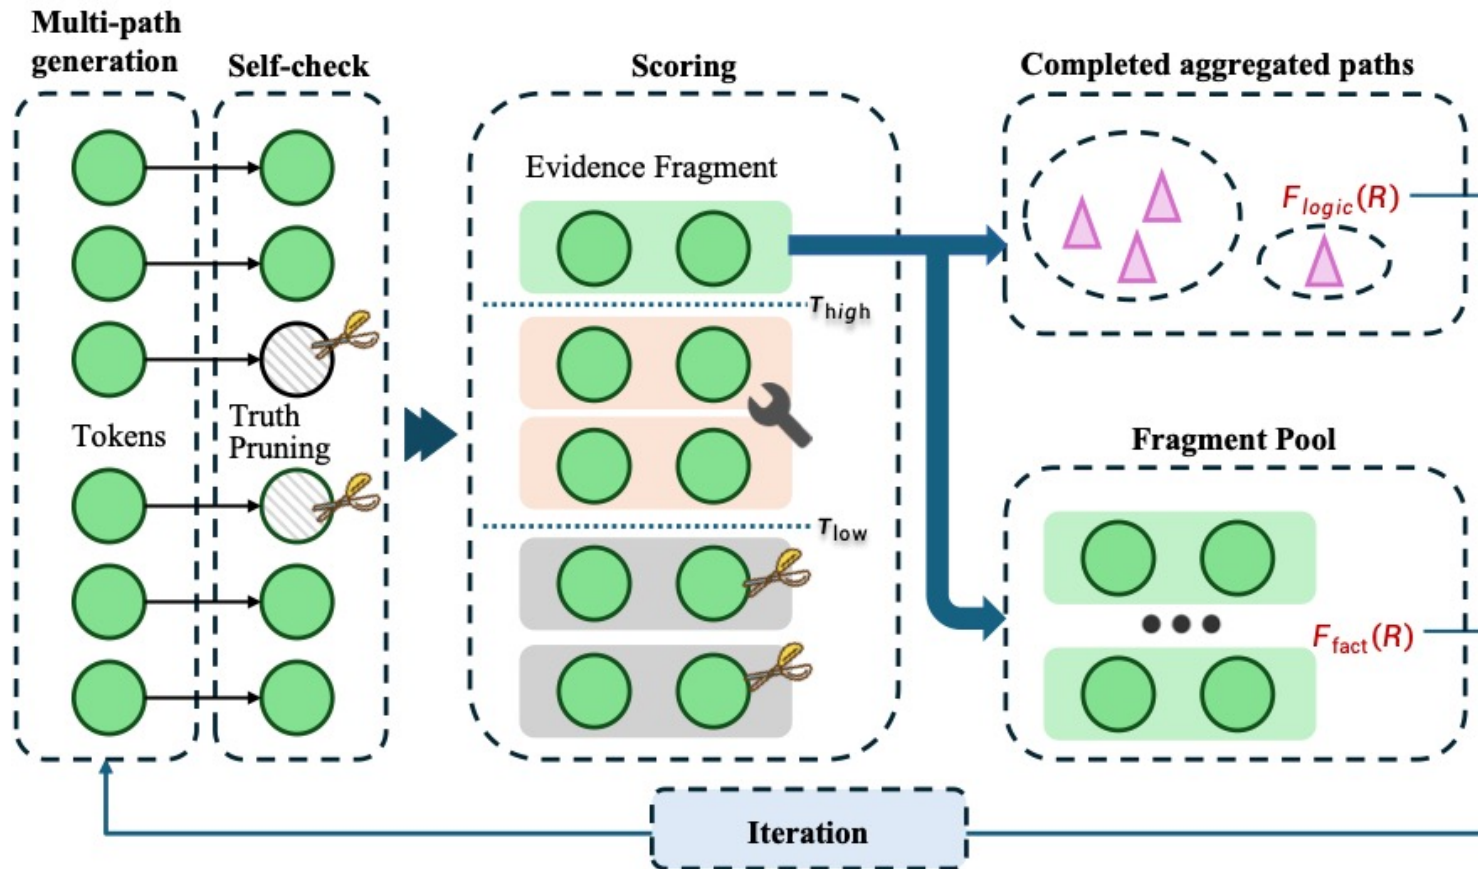 Multi-path
generation
Self-check
Scoring
Completed aggregated paths
Evidence Fragment
F_logic(R)
τ_high
Tokens
Truth
Pruning
Fragment Pool
τ_low
F_fact(R)
Iteration